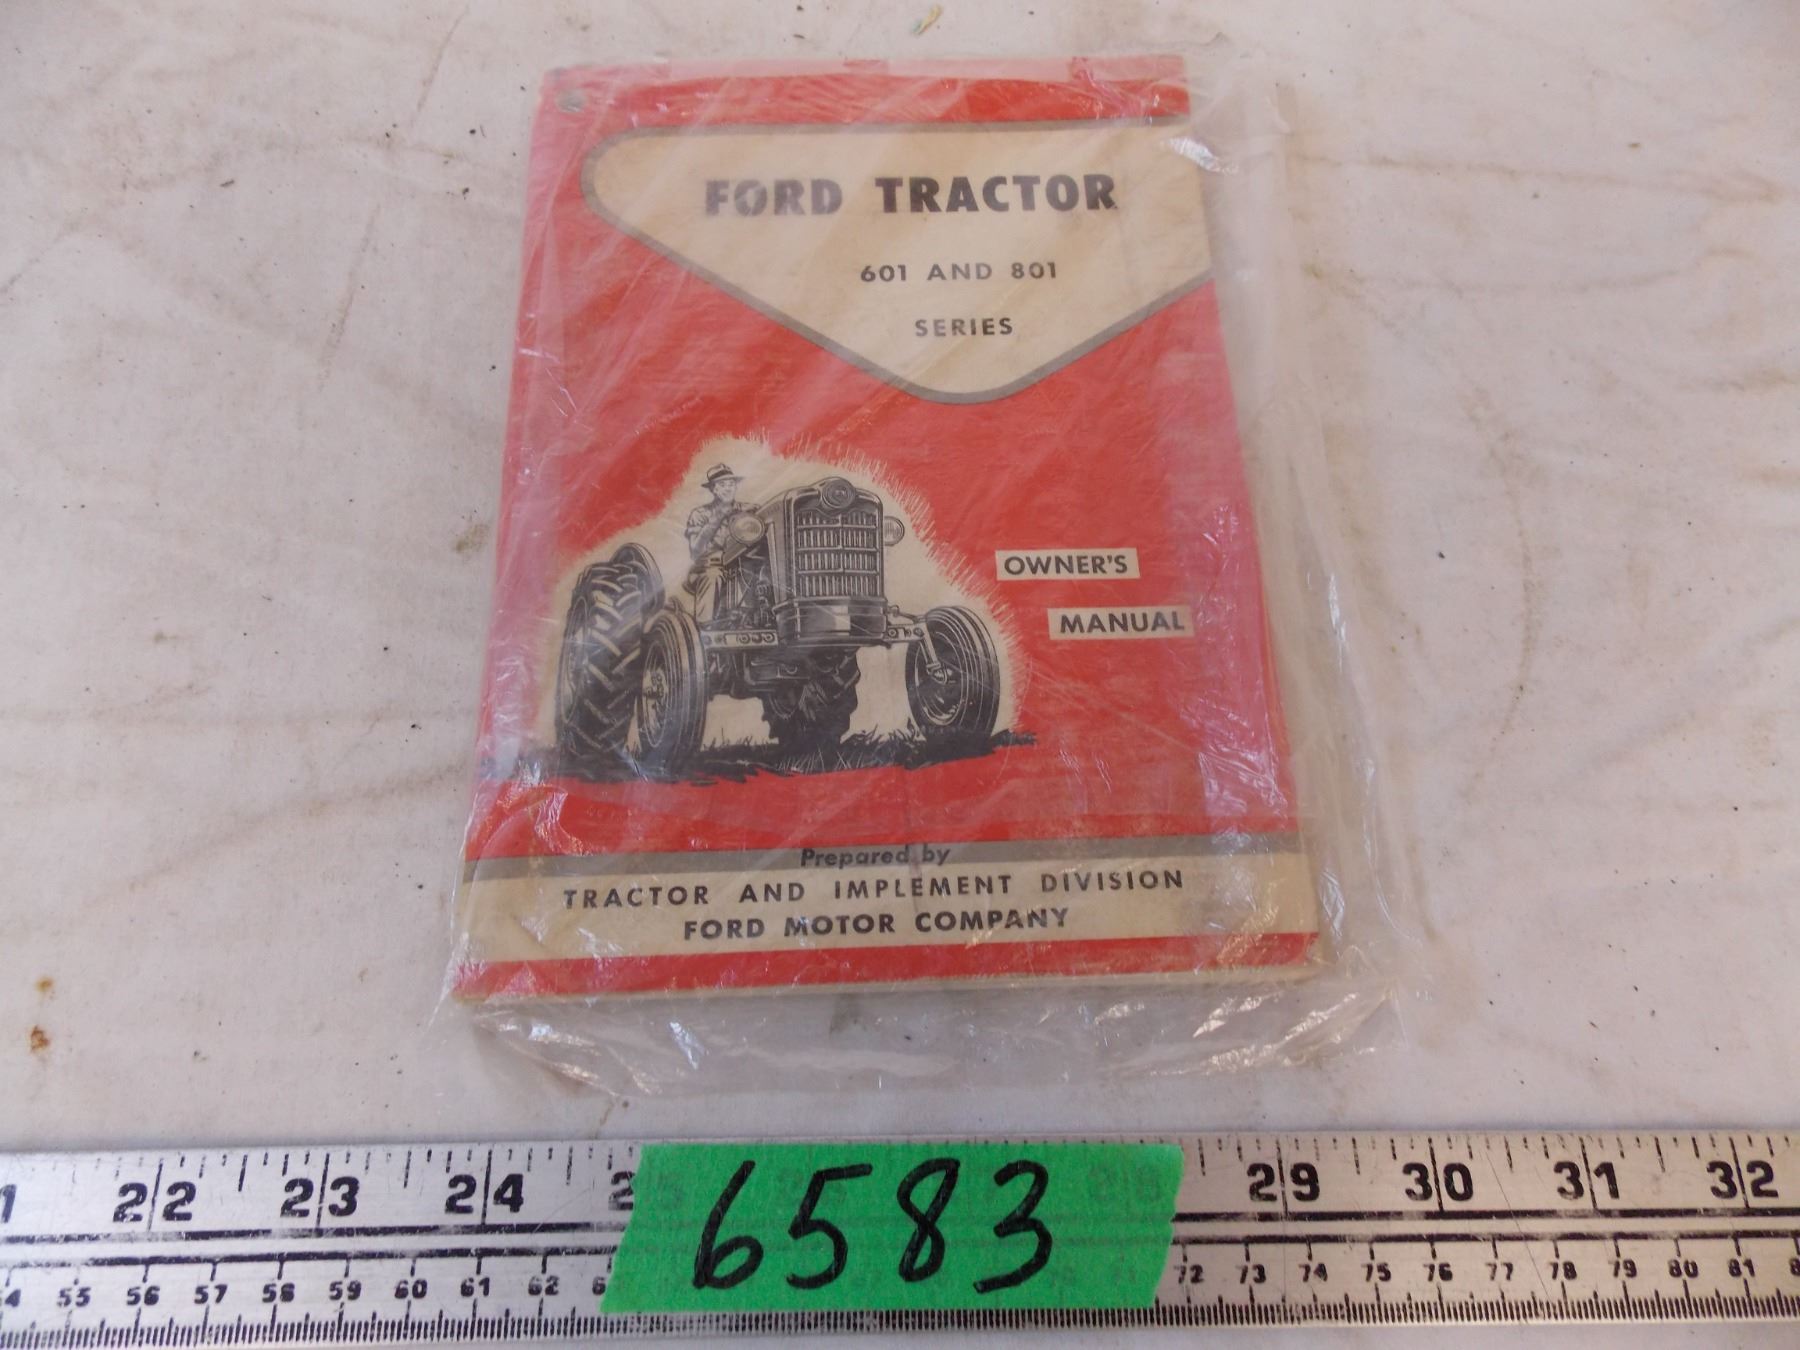 FORD TRACTOR
601 AND 801
SERIES
OWNER'S
MANUAL
Prepared by
TRACTOR AND IMPLEMENT DIVISION
FORD MOTOR COMPANY
22 23 24 29 30 31 32
6583
55 56 57 58 59 60 61 62 72 73 74 75 76 77 78 79 80 81